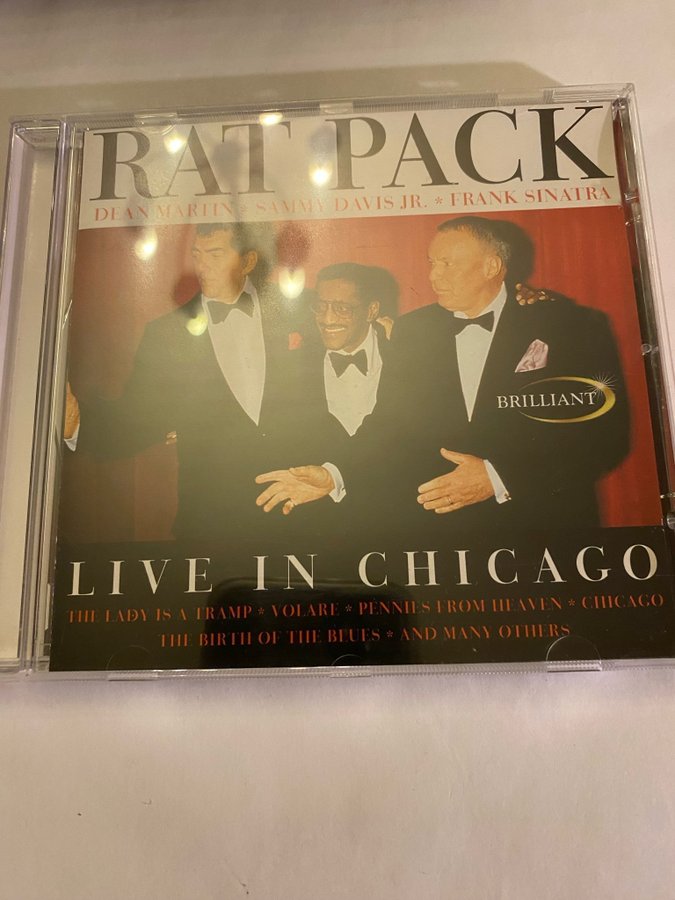 RAT PACK
DEAN MARTIN * SAMMY DAVIS JR. * FRANK SINATRA
BRILLIANT
LIVE IN CHICAGO
THE LADY IS A TRAMP * VOLARE * PENNIES FROM HEAVEN * CHICAGO
THE BIRTH OF THE BLUES * AND MANY OTHERS